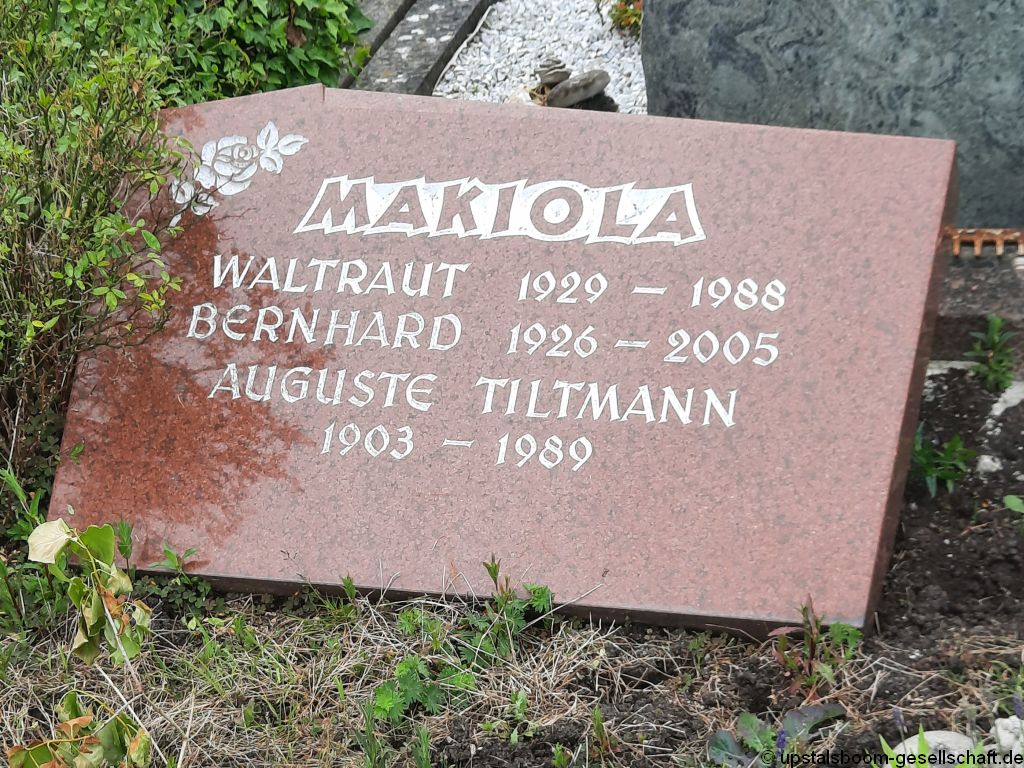 MAKIOLA
WALTRAUT 1929 – 1988
BERNHARD 1926 – 2005
AUGUSTE TILTMANN
1903 – 1989
© upstalsboom-gesellschaft.de